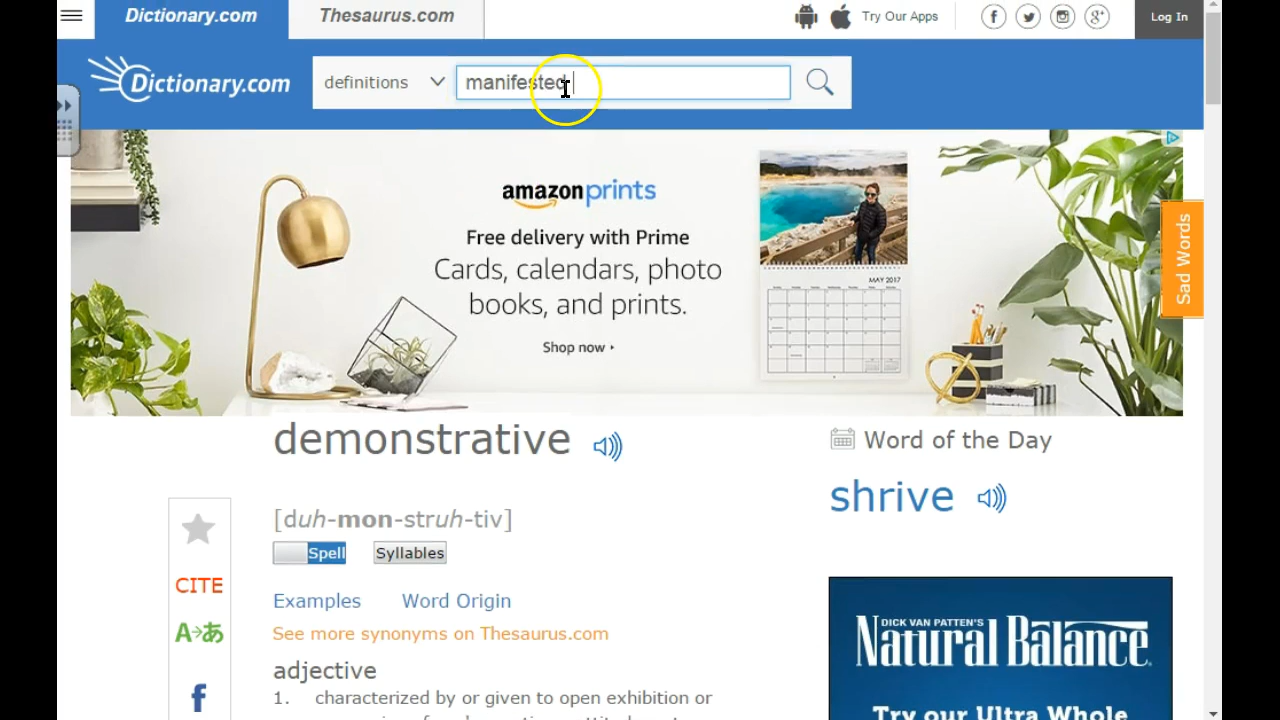 Dictionary.com
Thesaurus.com
Try Our Apps
Log In
Dictionary.com
definitions
manifested
amazonprints
Free delivery with Prime
Cards, calendars, photo
books, and prints.
Shop now
MAY 2017
Sad Words
demonstrative
Word of the Day
shrive
[duh-mon-struh-tiv]
Spell
Syllables
CITE
A→あ
Examples
Word Origin
See more synonyms on Thesaurus.com
adjective
1. characterized by or given to open exhibition or
DICK VAN PATTEN'S
Natural Balance
Try our Ultra Whole